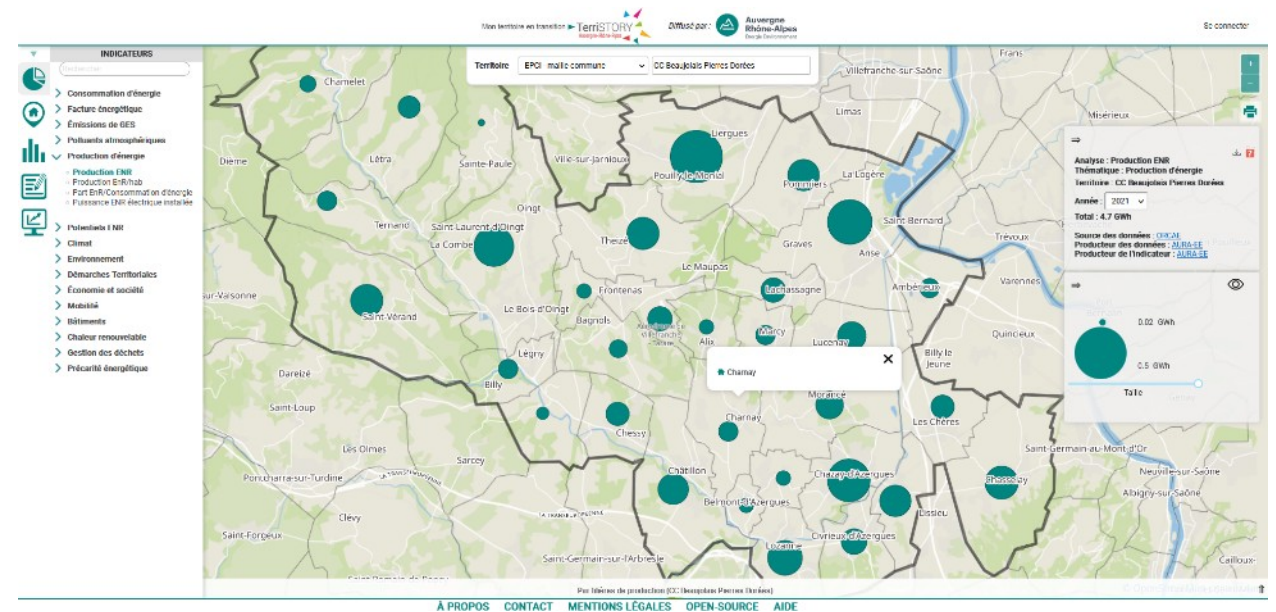 Mon territoire en transition
TerriSTORY
Auvergne-Rhône-Alpes
Diffusé par :
Auvergne
Rhône-Alpes
Énergie Environnement
Se connecter
INDICATEURS
Rechercher
Consommation d'énergie
Facture énergétique
Émissions de GES
Polluants atmosphériques
Production d'énergie
Production ENR
Production EnR/hab
Part EnR/Consommation d'énergie
Puissance ENR électrique installée
Potentiels ENR
Climat
Environnement
Démarches Territoriales
Économie et société
Mobilité
Bâtiments
Chaleur renouvelable
Gestion des déchets
Précarité énergétique
Territoire
EPCI - maille commune
CC Beaujolais Pierres Dorées
Frans
Chamelet
Villefranche-sur-Saône
Limas
Misérieux
Liergues
Dième
Létra
Sainte-Paule
Ville-sur-Jarnioux
Pouilly-le-Monial
Pommiers
La Logère
Oingt
Ternand
Saint-Laurent-d'Oingt
Saint-Bernard
Trévoux
La Combe
Theizé
Graves
Anse
Le Maupas
Frontenas
Lachassagne
Ambérieux
Varennes
sur-Valsonne
Saint-Vérand
Le Bois d'Oingt
Bagnols
Alix
Marcy
Lucenay
Quincieux
Légny
Billy le
Jeune
Charnay
Dareizé
Billy
Morancé
Saint-Loup
Charnay
Les Chères
Chessy
Les Olmes
Sarcey
Saint-Germain-au-Mont-d'Or
Pontcharra-sur-Turdine
Châtillon
Chazay-d'Azergues
Chasselay
Neuville-sur-Saône
Belmont-d'Azergues
Albigny-sur-Saône
Clévy
Lissieu
Saint-Forgeux
Civrieux-d'Azergues
Lozanne
Saint-Germain-sur-l'Arbresle
Cailloux-
Analyse : Production ENR
Thématique : Production d'énergie
Territoire : CC Beaujolais Pierres Dorées
Année : 2021
Total : 4.7 GWh
Source des données : ORCAE
Producteur des données : AURA-EE
Producteur de l'indicateur : AURA-EE
0.02 GWh
0.5 GWh
Taille
Par filières de production (CC Beaujolais Pierres Dorées)
À PROPOS CONTACT MENTIONS LÉGALES OPEN-SOURCE AIDE